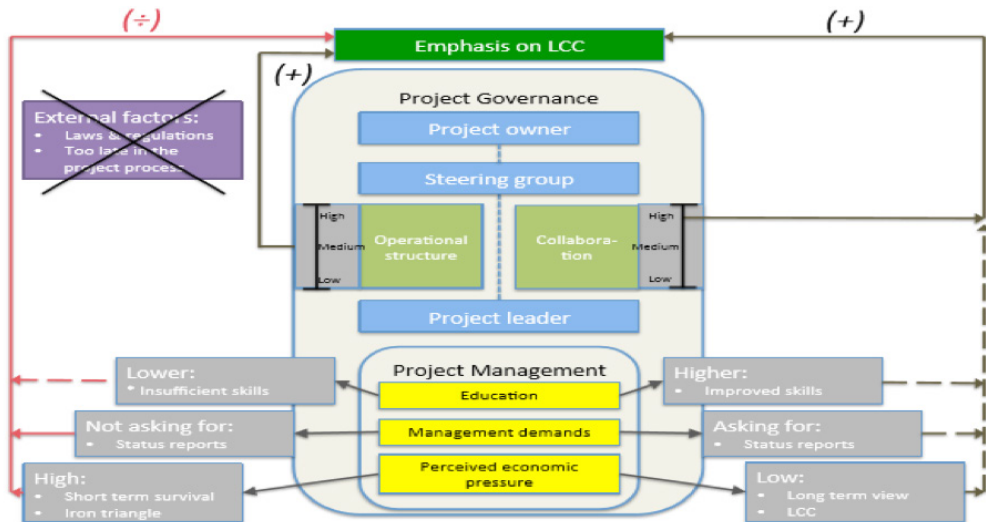 (÷)
(+)
Emphasis on LCC
(+)
Project Governance
External factors:
• Laws & regulations
• Too late in the
project process
Project owner
Steering group
High
Medium
Low
Operational
structure
Collabora-
tion
High
Medium
Low
Project leader
Project Management
Lower:
• Insufficient skills
Education
Higher:
• Improved skills
Not asking for:
• Status reports
Management demands
Asking for:
• Status reports
High:
• Short term survival
• Iron triangle
Perceived economic
pressure
Low:
• Long term view
• LCC